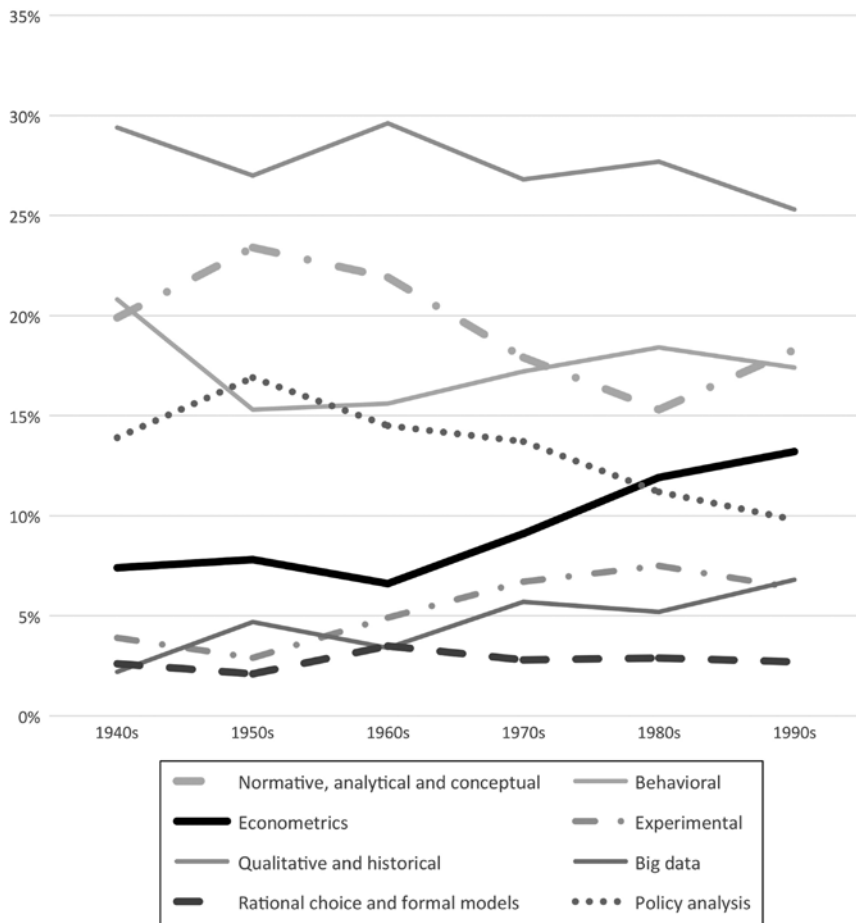 35%
30%
25%
20%
15%
10%
5%
0%
1940s 1950s 1960s 1970s 1980s 1990s
Normative, analytical and conceptual Behavioral
Econometrics Experimental
Qualitative and historical Big data
Rational choice and formal models Policy analysis